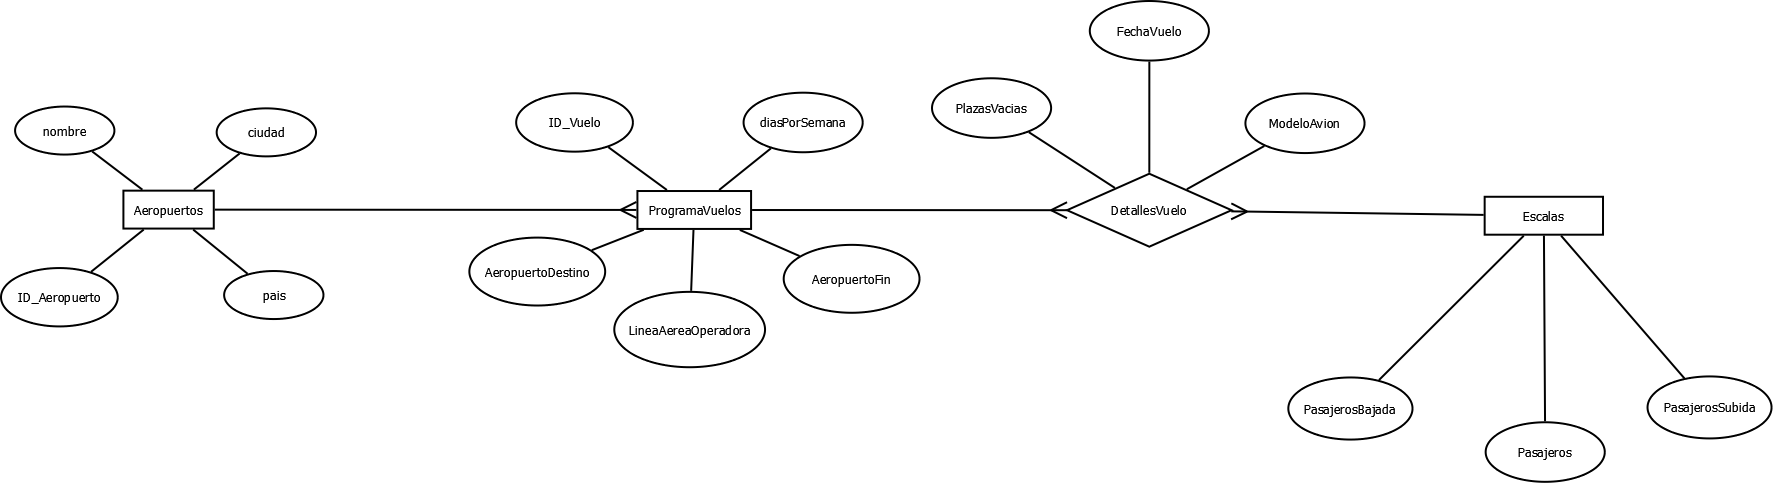 FechaVuelo
PlazasVacias
ModeloAvion
nombre
ciudad
ID_Vuelo
diasPorSemana
Aeropuertos
ProgramaVuelos
DetallesVuelo
Escalas
ID_Aeropuerto
pais
AeropuertoDestino
LineaAereaOperadora
AeropuertoFin
PasajerosBajada
Pasajeros
PasajerosSubida